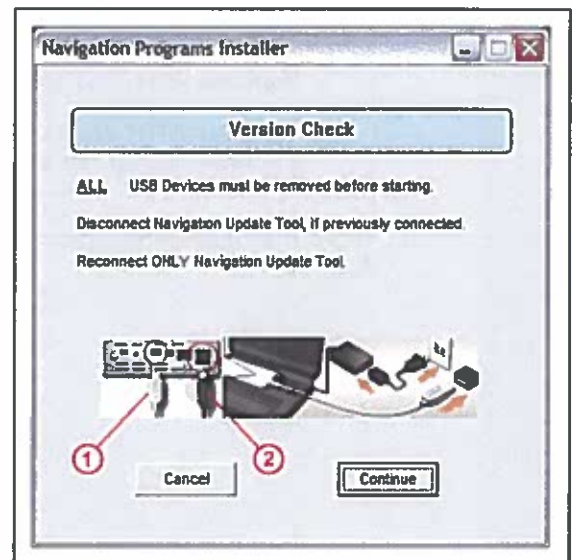 Navigation Programs Installer
Version Check
ALL USB Devices must be removed before starting.
Disconnect Navigation Update Tool, if previously connected.
Reconnect ONLY Navigation Update Tool.
1
2
Cancel
Continue